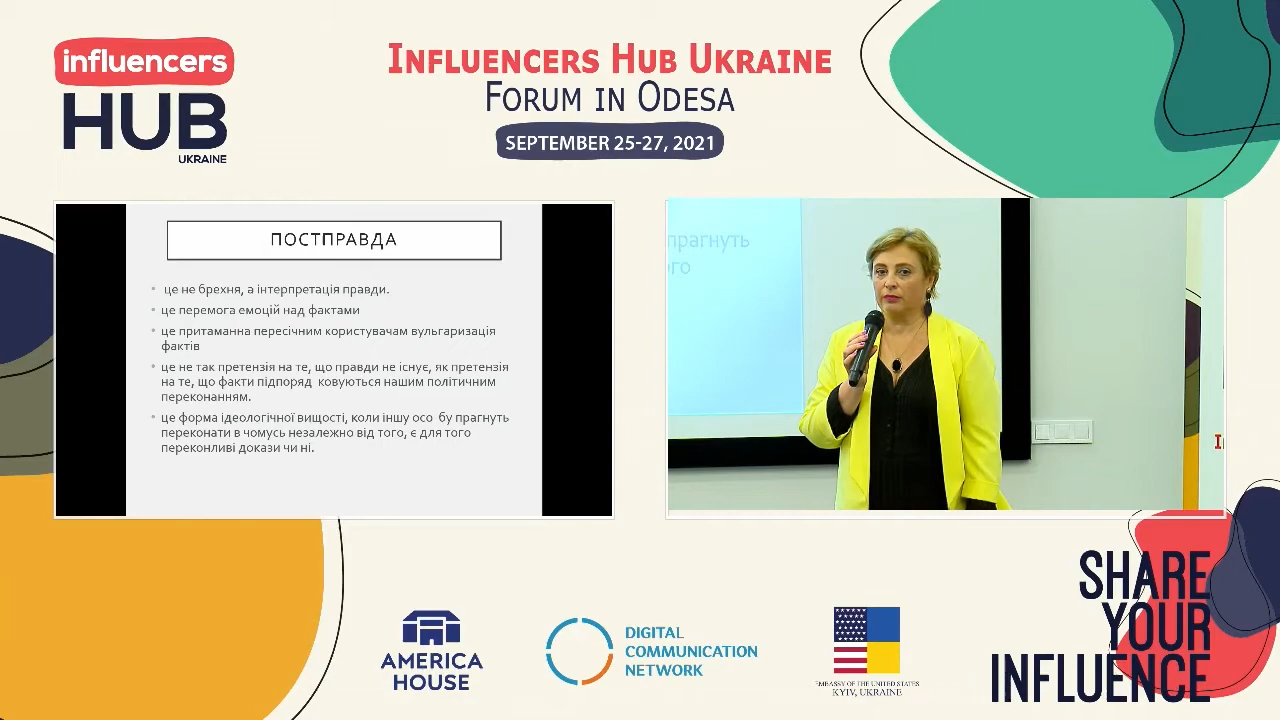 influencers
HUB
UKRAINE
INFLUENCERS HUB UKRAINE
FORUM IN ODESA
SEPTEMBER 25-27, 2021
ПОСТПРАВДА
• це не брехня, а інтерпретація правди.
• це перемога емоцій над фактами
• це притаманна пересічним користувачам вульгаризація
фактів
• це не так претензія на те, що правди не існує, як претензія
на те, що факти підпоряд ковуються нашим політичним
переконанням.
• це форма ідеологічної вищості, коли іншу осо бу прагнуть
переконати в чомусь незалежно від того, є для того
переконливі докази чи ні.
прагнуть
ого
AMERICA
HOUSE
DIGITAL
COMMUNICATION
NETWORK
EMBASSY OF THE UNITED STATES
KYIV, UKRAINE
SHARE
YOUR
INFLUENCE